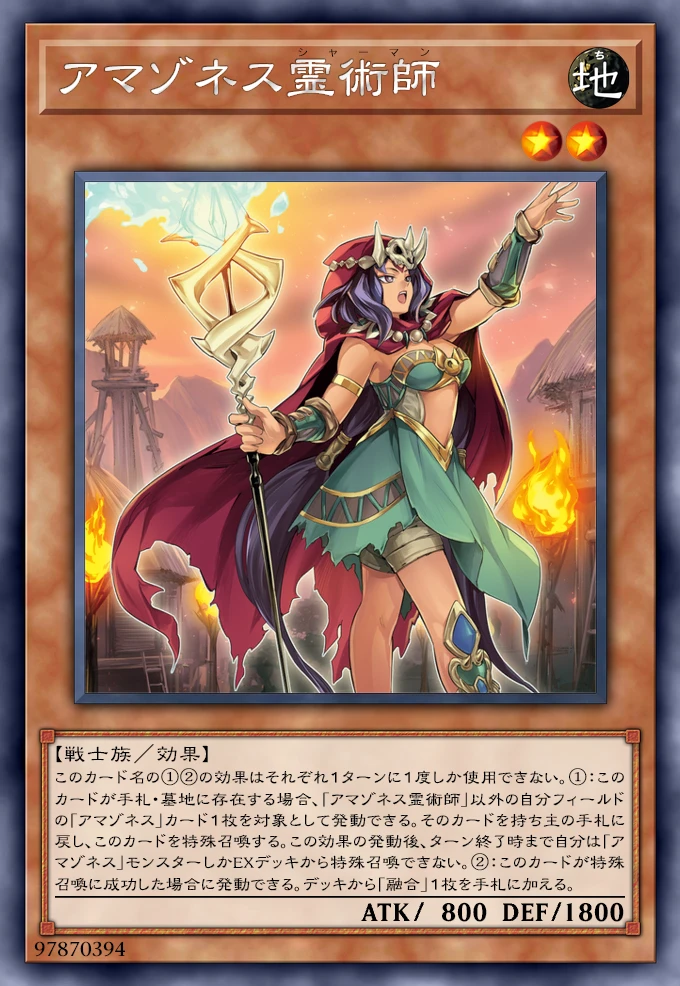 シャーマン
アマゾネス霊術師
ち
地
【戦士族／効果】
このカード名の①②の効果はそれぞれ１ターンに１度しか使用できない。①：この
カードが手札・墓地に存在する場合、「アマゾネス霊術師」以外の自分フィールド
の「アマゾネス」カード１枚を対象として発動できる。そのカードを持ち主の手札に
戻し、このカードを特殊召喚する。この効果の発動後、ターン終了時まで自分は「ア
マゾネス」モンスターしかEXデッキから特殊召喚できない。②：このカードが特殊
召喚に成功した場合に発動できる。デッキから「融合」１枚を手札に加える。
ATK/ 800 DEF/1800
97870394